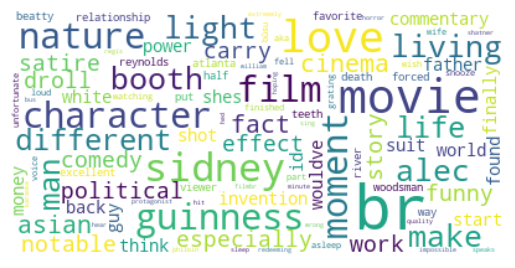 beatty relationship light love living favorite commentary
nature power carry cinema father wife shatner
satire reynolds atlanta half aka fell wish snooze
droll booth film death forced
unfortunate loud white shes fact teeth grating movie finally
character put finished
different shot effect id wouldve moment life story suit world found
man comedy sidney alec
money voice excellent viewer invention part river woodsman funny
political br
guy back guinness way start
asian think hit especially asleep work make
notable protagonist sleep redeeming minute wrong quality impossible speaks
watching hoping william extremely horror bus fear sing